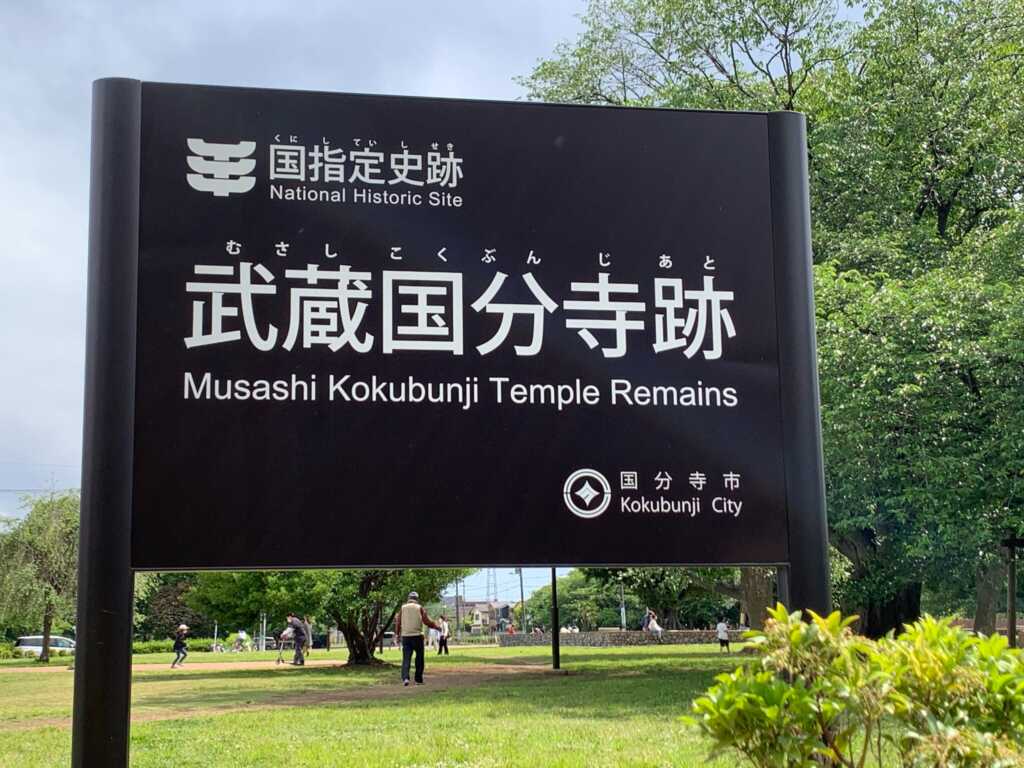 くにしていしせき
国指定史跡
National Historic Site
むさしこくぶんじあと
武蔵国分寺跡
Musashi Kokubunji Temple Remains
国分寺市
Kokubunji City